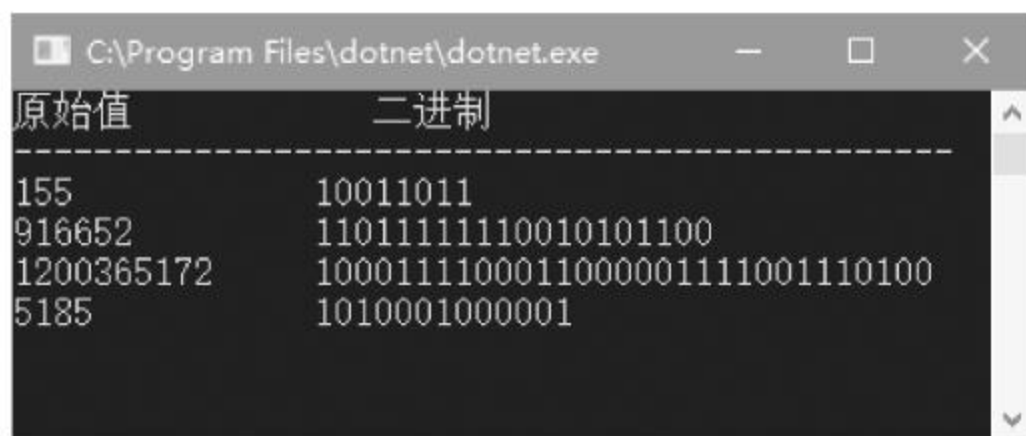 C:\Program Files\dotnet\dotnet.exe
原始值 二进制
------------------------------------------------
155 10011011
916652 11011111110010101100
1200365172 1000111100011000001111001110100
5185 1010001000001